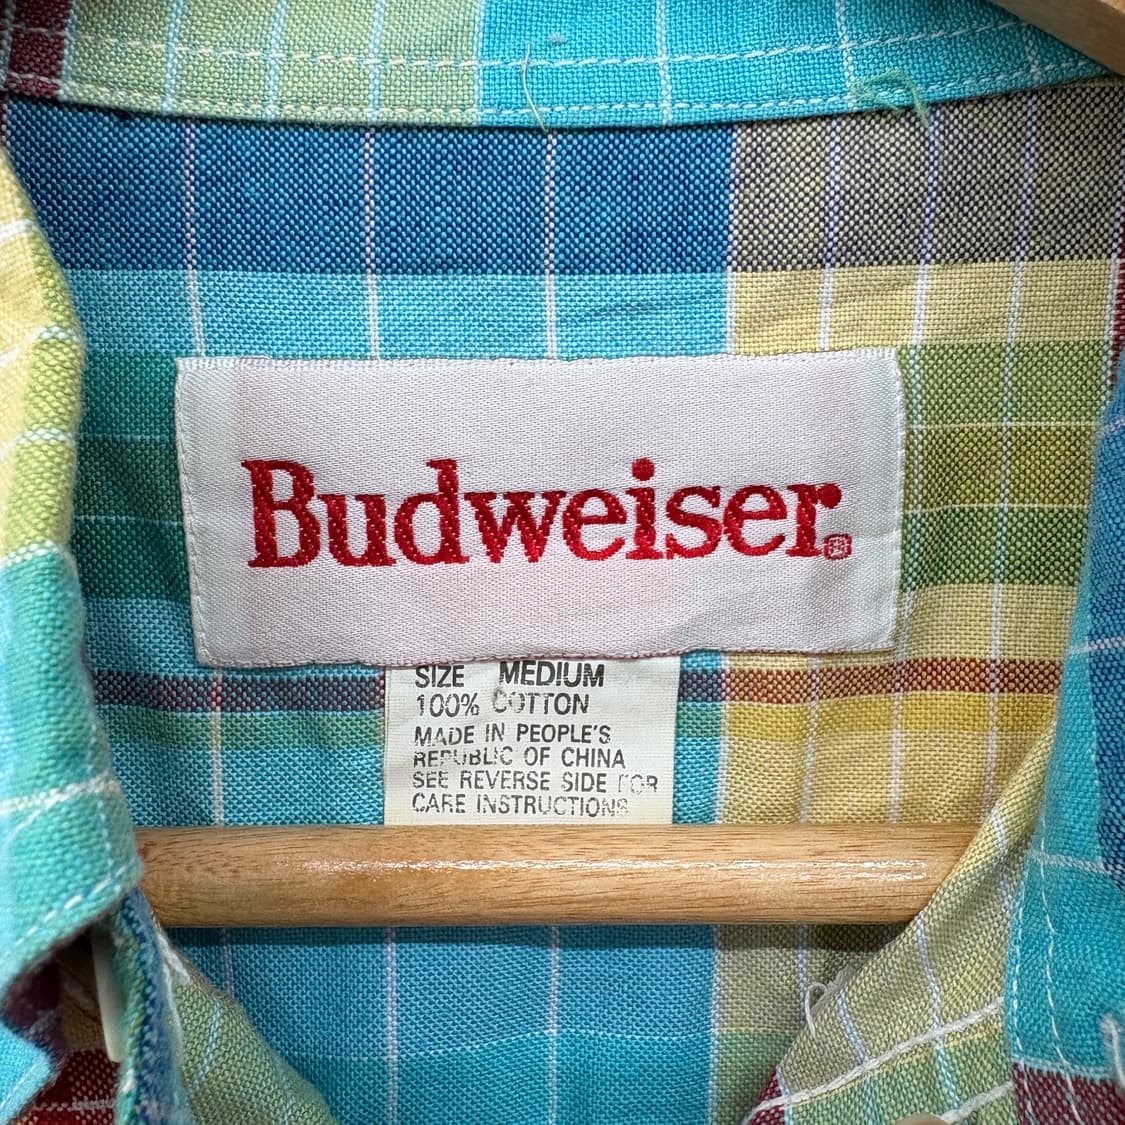 Budweiser®
SIZE MEDIUM
100% COTTON
MADE IN PEOPLE'S
REPUBLIC OF CHINA
SEE REVERSE SIDE FOR
CARE INSTRUCTIONS